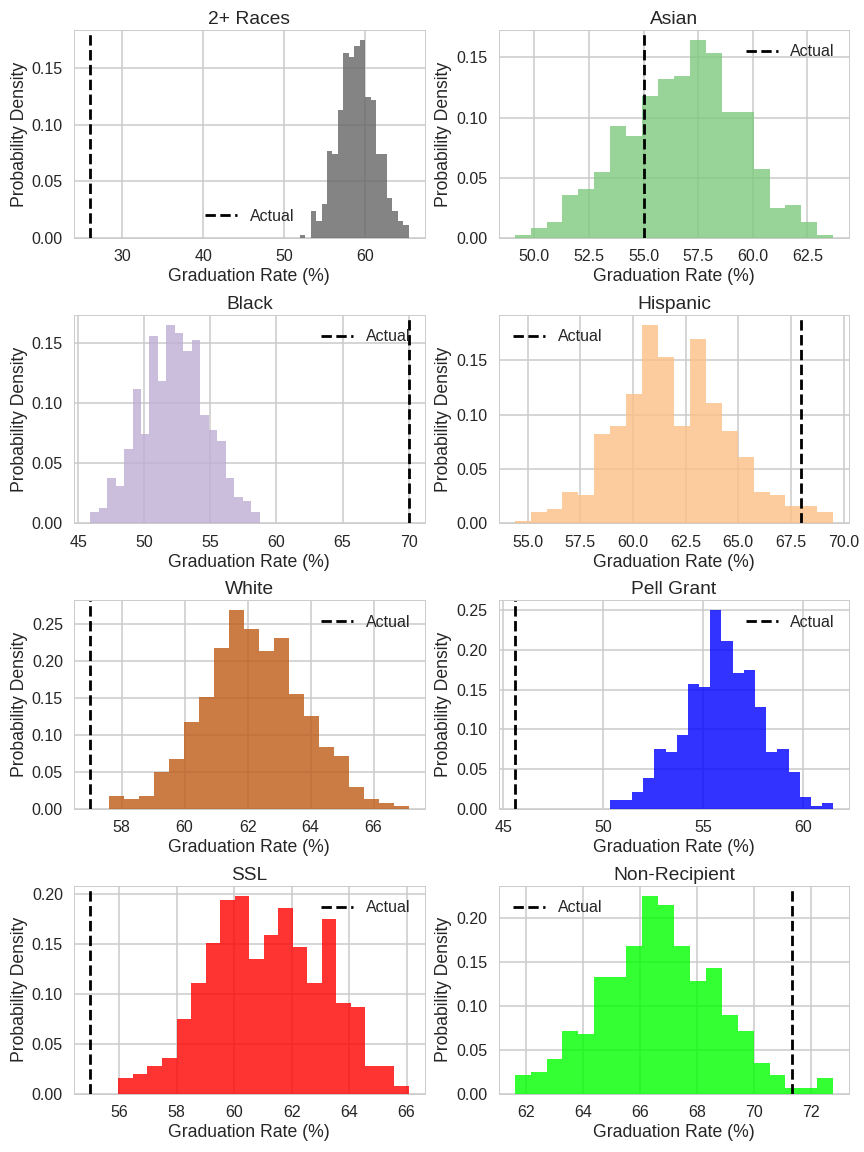 2+ Races
Probability Density
0.15
0.10
0.05
0.00
Actual
30 40 50 60
Graduation Rate (%)
Asian
Probability Density
0.15
0.10
0.05
0.00
Actual
50.0 52.5 55.0 57.5 60.0 62.5
Graduation Rate (%)
Black
Probability Density
0.15
0.10
0.05
0.00
Actual
45 50 55 60 65 70
Graduation Rate (%)
Hispanic
Probability Density
0.15
0.10
0.05
0.00
Actual
55.0 57.5 60.0 62.5 65.0 67.5 70.0
Graduation Rate (%)
White
Probability Density
0.25
0.20
0.15
0.10
0.05
0.00
Actual
58 60 62 64 66
Graduation Rate (%)
Pell Grant
Probability Density
0.25
0.20
0.15
0.10
0.05
0.00
Actual
45 50 55 60
Graduation Rate (%)
SSL
Probability Density
0.20
0.15
0.10
0.05
0.00
Actual
56 58 60 62 64 66
Graduation Rate (%)
Non-Recipient
Probability Density
0.20
0.15
0.10
0.05
0.00
Actual
62 64 66 68 70 72
Graduation Rate (%)